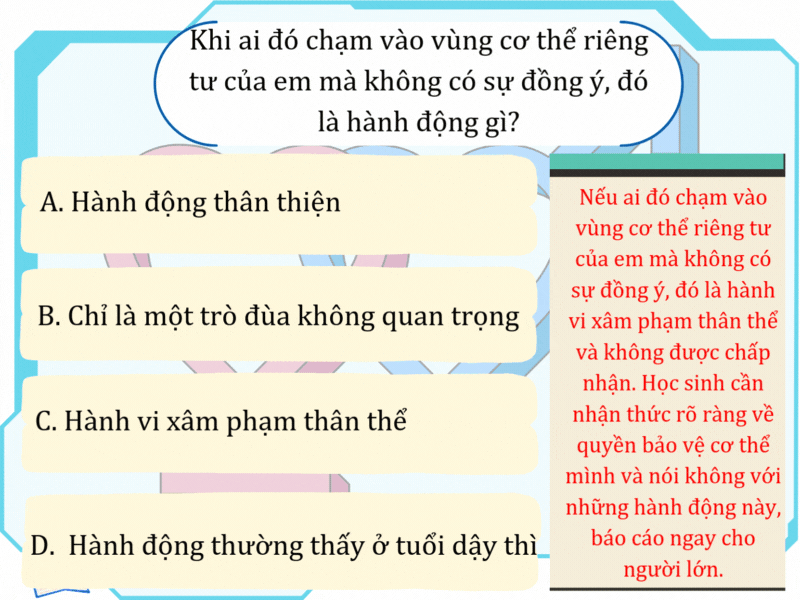 Khi ai đó chạm vào vùng cơ thể riêng
tư của em mà không có sự đồng ý, đó
là hành động gì?
A. Hành động thân thiện
B. Chỉ là một trò đùa không quan trọng
C. Hành vi xâm phạm thân thể
D. Hành động thường thấy ở tuổi dậy thì
Nếu ai đó chạm vào
vùng cơ thể riêng tư
của em mà không có
sự đồng ý, đó là hành
vi xâm phạm thân thể
và không được chấp
nhận. Học sinh cần
nhận thức rõ ràng về
quyền bảo vệ cơ thể
mình và nói không với
những hành động này,
báo cáo ngay cho
người lớn.